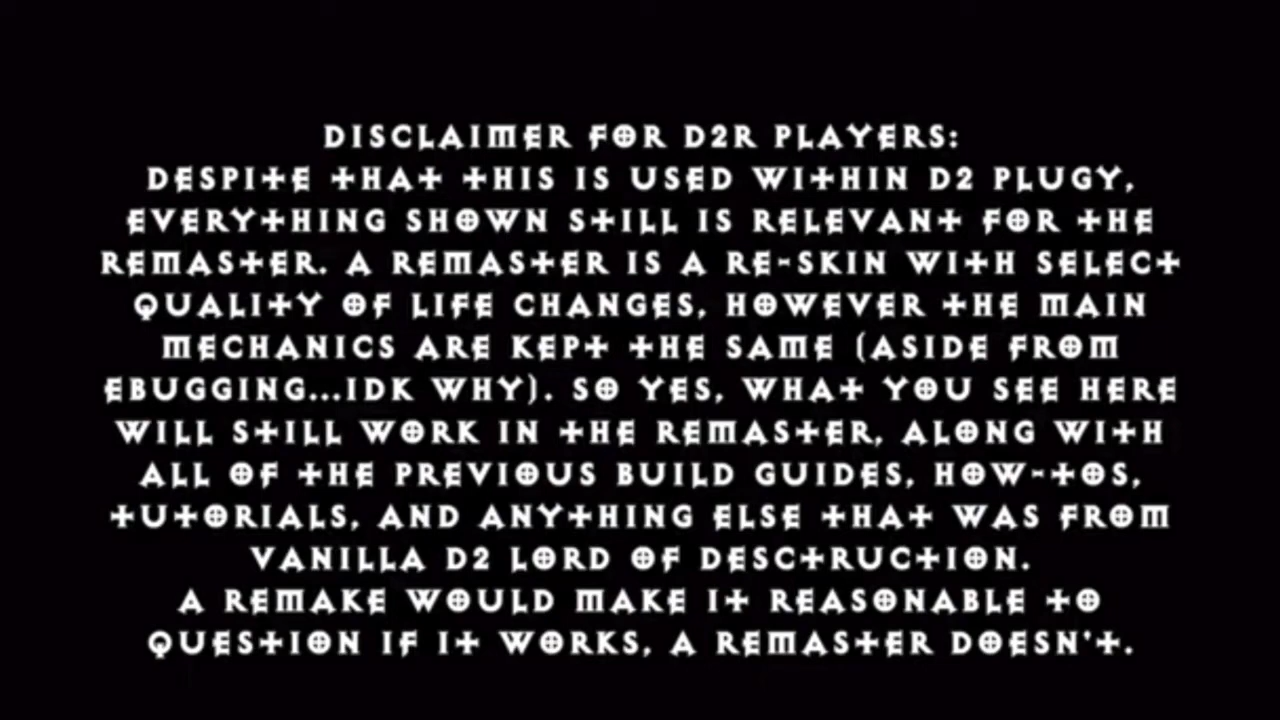 DISCLAIMER FOR D2R PLAYERS:
DESPITE THAT THIS IS USED WITHIN D2 PLUGY,
EVERYTHING SHOWN STILL IS RELEVANT FOR THE
REMASTER. A REMASTER IS A RE-SKIN WITH SELECT
QUALITY OF LIFE CHANGES, HOWEVER THE MAIN
MECHANICS ARE KEPT THE SAME (ASIDE FROM
EBUGGING...IDK WHY). SO YES, WHAT YOU SEE HERE
WILL STILL WORK IN THE REMASTER, ALONG WITH
ALL OF THE PREVIOUS BUILD GUIDES, HOW-TOS,
TUTORIALS, AND ANYTHING ELSE THAT WAS FROM
VANILLA D2 LORD OF DESCTRUCTION.
A REMAKE WOULD MAKE IT REASONABLE TO
QUESTION IF IT WORKS, A REMASTER DOESN'T.